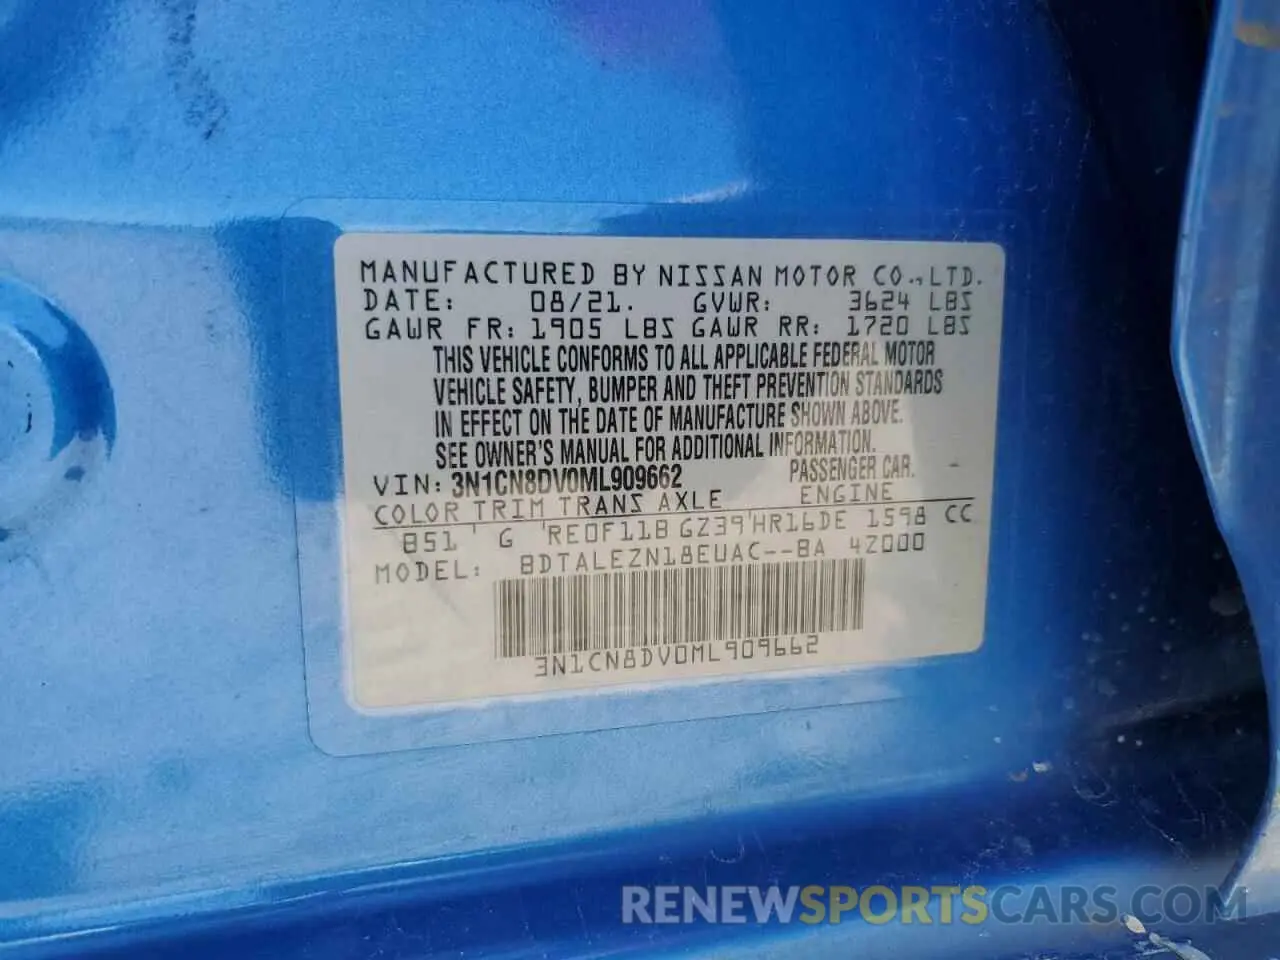 MANUFACTURED BY NISSAN MOTOR CO., LTD.
DATE: 08/21. GVWR: 3624 LBS
GAWR FR: 1905 LBS GAWR RR: 1720 LBS
THIS VEHICLE CONFORMS TO ALL APPLICABLE FEDERAL MOTOR
VEHICLE SAFETY, BUMPER AND THEFT PREVENTION STANDARDS
IN EFFECT ON THE DATE OF MANUFACTURE SHOWN ABOVE.
SEE OWNER'S MANUAL FOR ADDITIONAL INFORMATION.
VIN: 3N1CN8DV0ML909662 PASSENGER CAR.
COLOR TRIM TRANS AXLE ENGINE
851 G RE0F11B GZ39 HR16DE 1598 CC
MODEL: BDTALEZN18EUAC--BA 42000
3N1CN8DV0ML909662
RENEWSPORTSCARS.COM